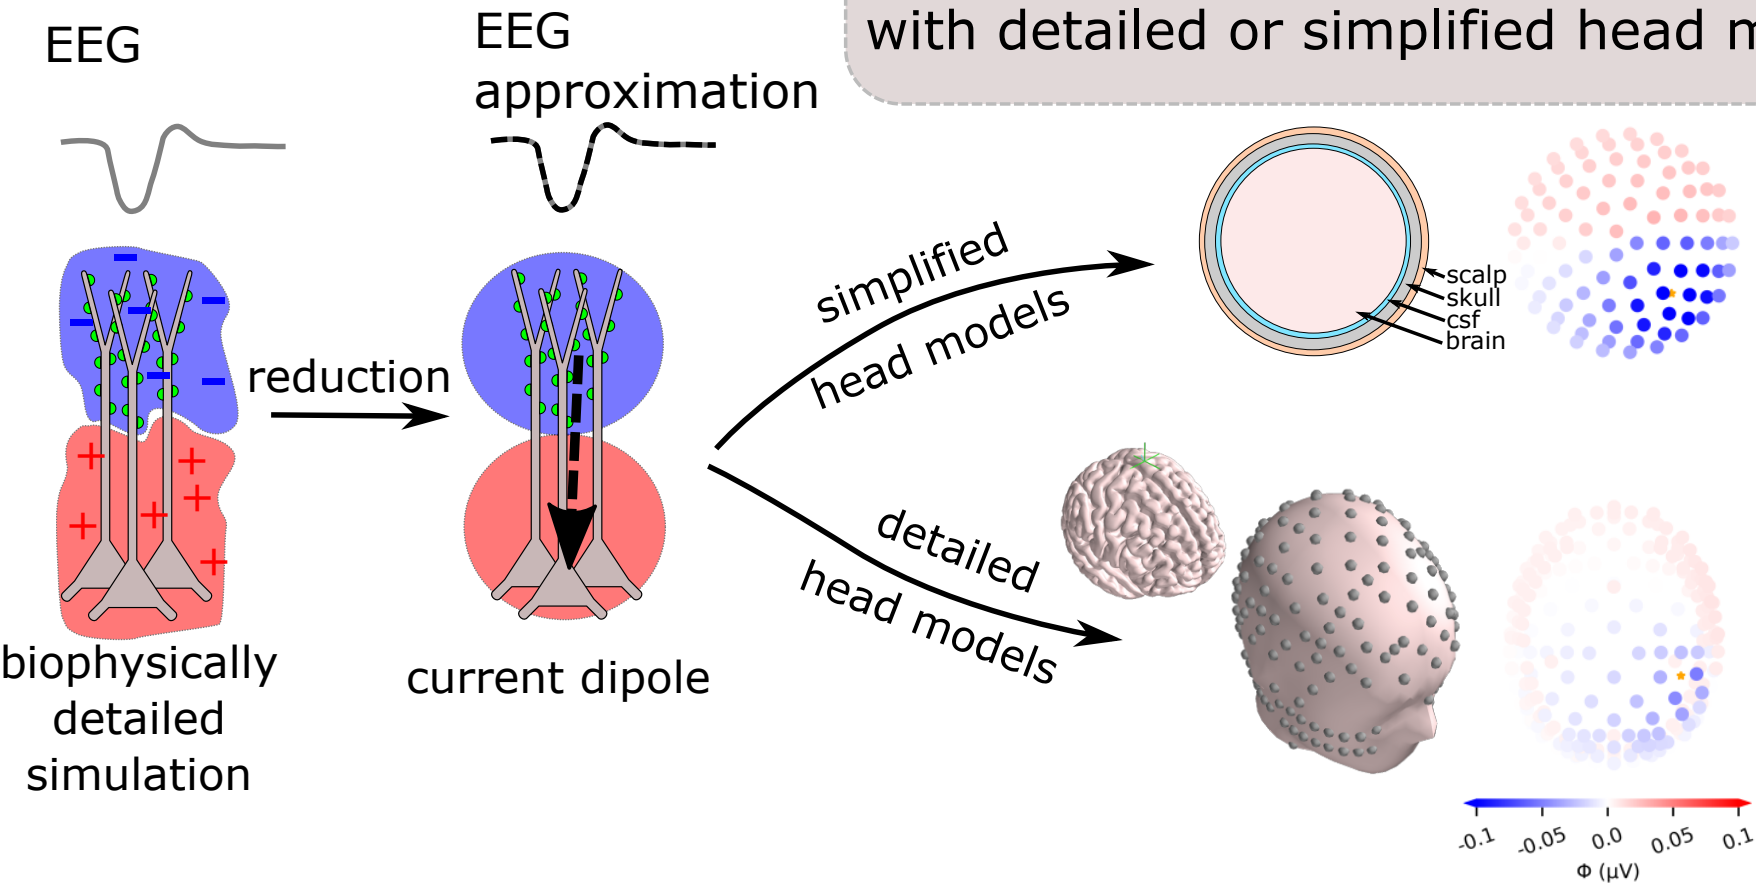 EEG
EEG
approximation
with detailed or simplified head m
simplified
head models
scalp
skull
csf
brain
reduction
detailed
head models
biophysically
detailed
simulation
current dipole
-0.1 -0.05 0.0 0.05 0.1
Φ (μV)